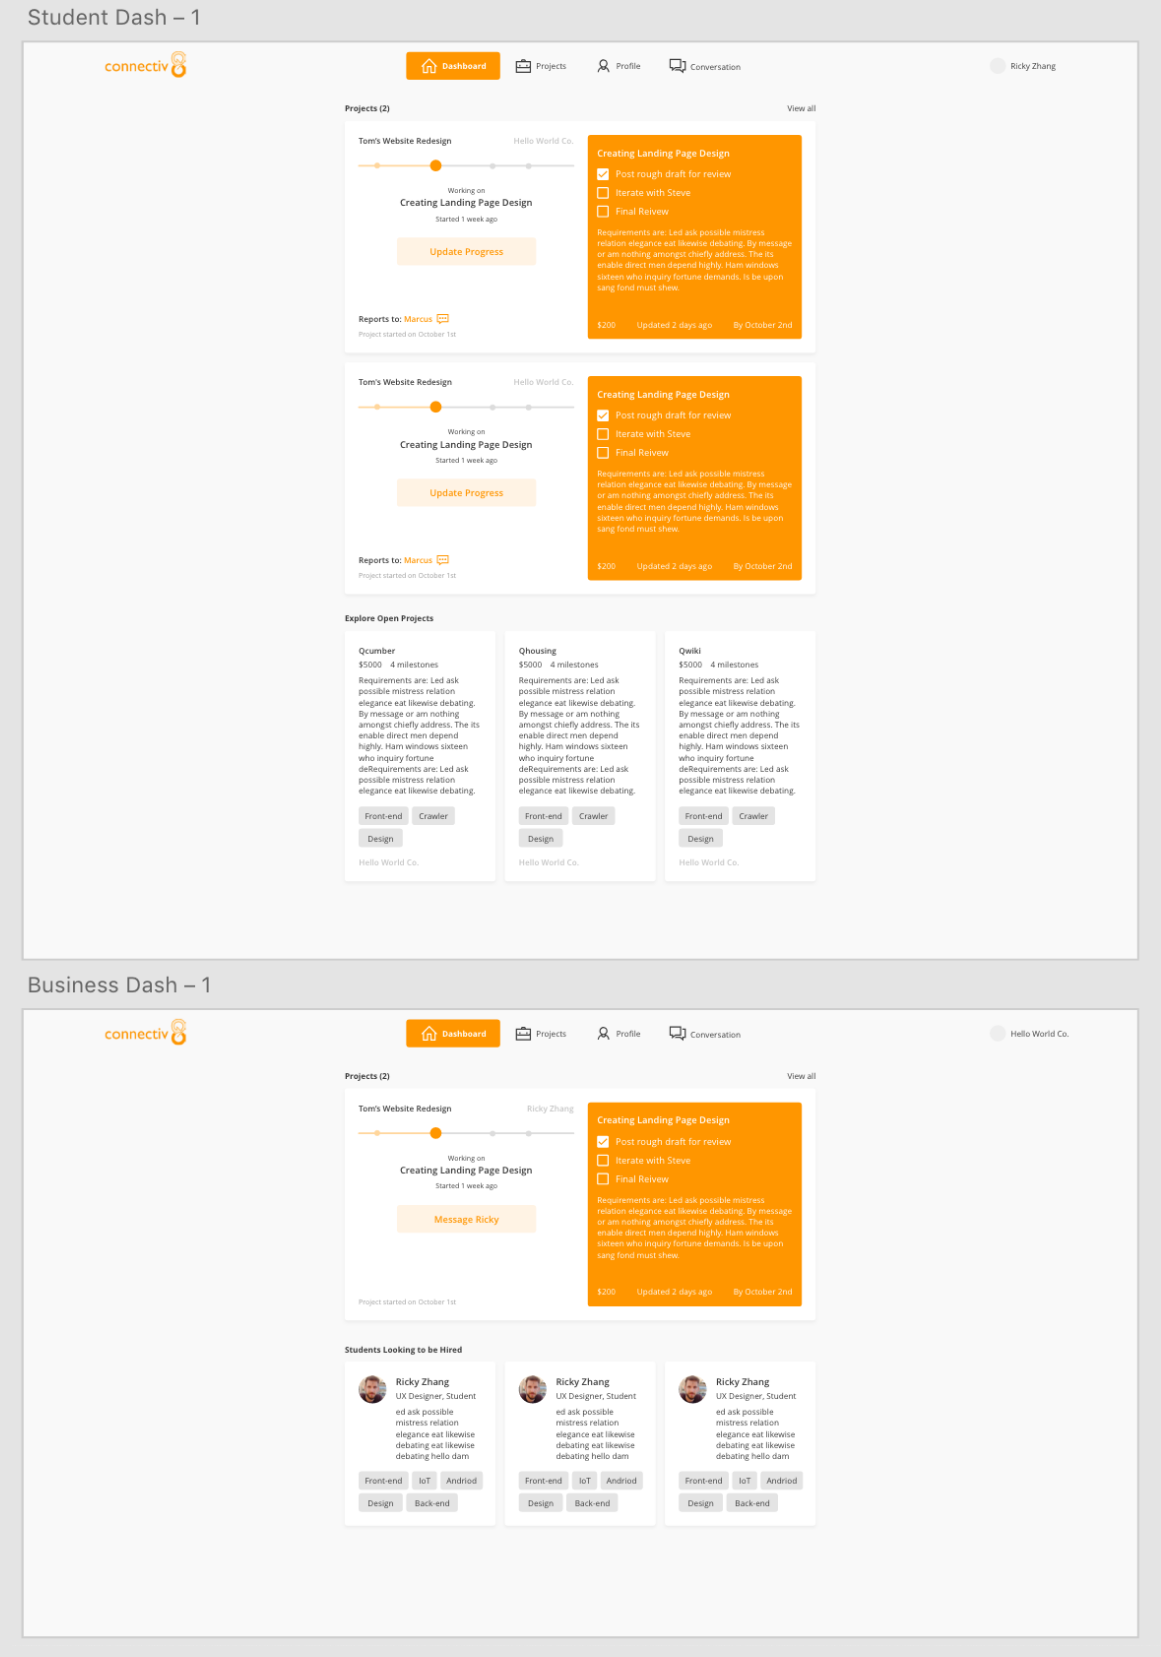 Student Dash – 1
connectiv8
Dashboard
Projects
Profile
Conversation
Ricky Zhang
Projects (2)
View all
Tom's Website Redesign
Hello World Co.
Working on
Creating Landing Page Design
Started 1 week ago
Update Progress
Reports to: Marcus
Project started on October 1st
Creating Landing Page Design
Post rough draft for review
Iterate with Steve
Final Reivew
Requirements are: Led ask possible mistress
relation elegance eat likewise debating. By message
or am nothing amongst chiefly address. The its
enable direct men depend highly. Ham windows
sixteen who inquiry fortune demands. Is be upon
sang fond must shew.
$200
Updated 2 days ago
By October 2nd
Tom's Website Redesign
Hello World Co.
Working on
Creating Landing Page Design
Started 1 week ago
Update Progress
Reports to: Marcus
Project started on October 1st
Creating Landing Page Design
Post rough draft for review
Iterate with Steve
Final Reivew
Requirements are: Led ask possible mistress
relation elegance eat likewise debating. By message
or am nothing amongst chiefly address. The its
enable direct men depend highly. Ham windows
sixteen who inquiry fortune demands. Is be upon
sang fond must shew.
$200
Updated 2 days ago
By October 2nd
Explore Open Projects
Qcumber
$5000 4 milestones
Requirements are: Led ask
possible mistress relation
elegance eat likewise debating.
By message or am nothing
amongst chiefly address. The its
enable direct men depend
highly. Ham windows sixteen
who inquiry fortune
deRequirements are: Led ask
possible mistress relation
elegance eat likewise debating.
Front-end
Crawler
Design
Hello World Co.
Qhousing
$5000 4 milestones
Requirements are: Led ask
possible mistress relation
elegance eat likewise debating.
By message or am nothing
amongst chiefly address. The its
enable direct men depend
highly. Ham windows sixteen
who inquiry fortune
deRequirements are: Led ask
possible mistress relation
elegance eat likewise debating.
Front-end
Crawler
Design
Hello World Co.
Qwiki
$5000 4 milestones
Requirements are: Led ask
possible mistress relation
elegance eat likewise debating.
By message or am nothing
amongst chiefly address. The its
enable direct men depend
highly. Ham windows sixteen
who inquiry fortune
deRequirements are: Led ask
possible mistress relation
elegance eat likewise debating.
Front-end
Crawler
Design
Hello World Co.
Business Dash – 1
connectiv8
Dashboard
Projects
Profile
Conversation
Hello World Co.
Projects (2)
View all
Tom's Website Redesign
Ricky Zhang
Working on
Creating Landing Page Design
Started 1 week ago
Message Ricky
Project started on October 1st
Creating Landing Page Design
Post rough draft for review
Iterate with Steve
Final Reivew
Requirements are: Led ask possible mistress
relation elegance eat likewise debating. By message
or am nothing amongst chiefly address. The its
enable direct men depend highly. Ham windows
sixteen who inquiry fortune demands. Is be upon
sang fond must shew.
$200
Updated 2 days ago
By October 2nd
Students Looking to be Hired
Ricky Zhang
UX Designer, Student
ed ask possible
mistress relation
elegance eat likewise
debating eat likewise
debating hello dam
Front-end
IoT
Andriod
Design
Back-end
Ricky Zhang
UX Designer, Student
ed ask possible
mistress relation
elegance eat likewise
debating eat likewise
debating hello dam
Front-end
IoT
Andriod
Design
Back-end
Ricky Zhang
UX Designer, Student
ed ask possible
mistress relation
elegance eat likewise
debating eat likewise
debating hello dam
Front-end
IoT
Andriod
Design
Back-end